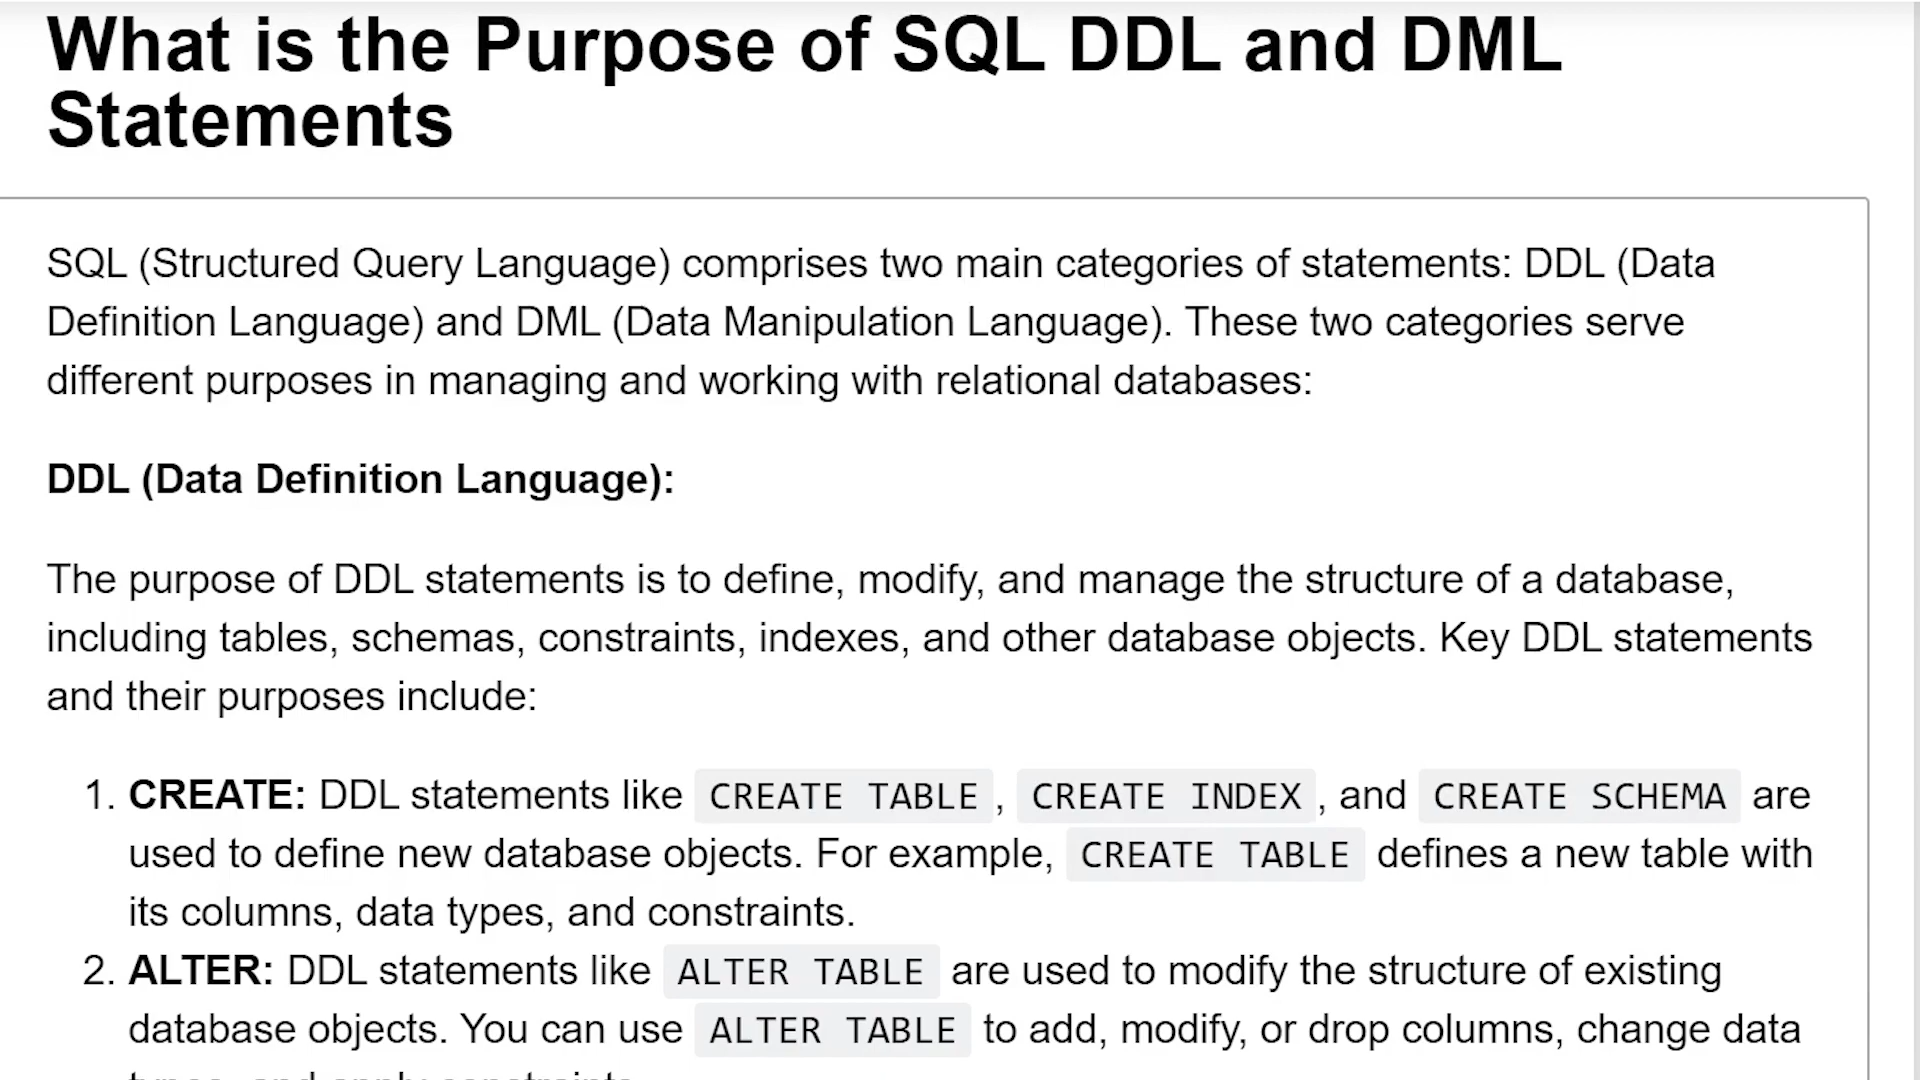 What is the Purpose of SQL DDL and DML
Statements
SQL (Structured Query Language) comprises two main categories of statements: DDL (Data
Definition Language) and DML (Data Manipulation Language). These two categories serve
different purposes in managing and working with relational databases:
DDL (Data Definition Language):
The purpose of DDL statements is to define, modify, and manage the structure of a database,
including tables, schemas, constraints, indexes, and other database objects. Key DDL statements
and their purposes include:
1. CREATE: DDL statements like CREATE TABLE , CREATE INDEX , and CREATE SCHEMA are
used to define new database objects. For example, CREATE TABLE defines a new table with
its columns, data types, and constraints.
2. ALTER: DDL statements like ALTER TABLE are used to modify the structure of existing
database objects. You can use ALTER TABLE to add, modify, or drop columns, change data
types, and apply constraints.